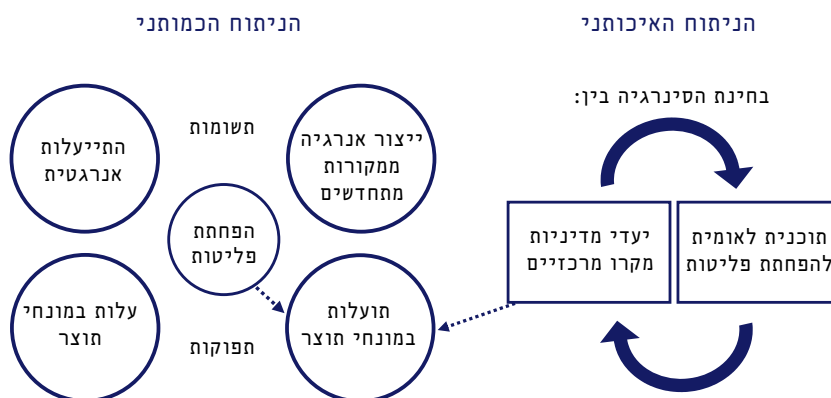 הניתוח האיכותני
בחינת הסינרגיה בין:
תוכנית לאומית
להפחתת פליטות
יעדי מדיניות
מקרו מרכזיים
הניתוח הכמותני
תשומות
ייצור אנרגיה
ממקורות
מתחדשים
התייעלות
אנרגטית
הפחתת
פליטות
תועלות
במונחי תוצר
עלות במונחי
תוצר
תפוקות